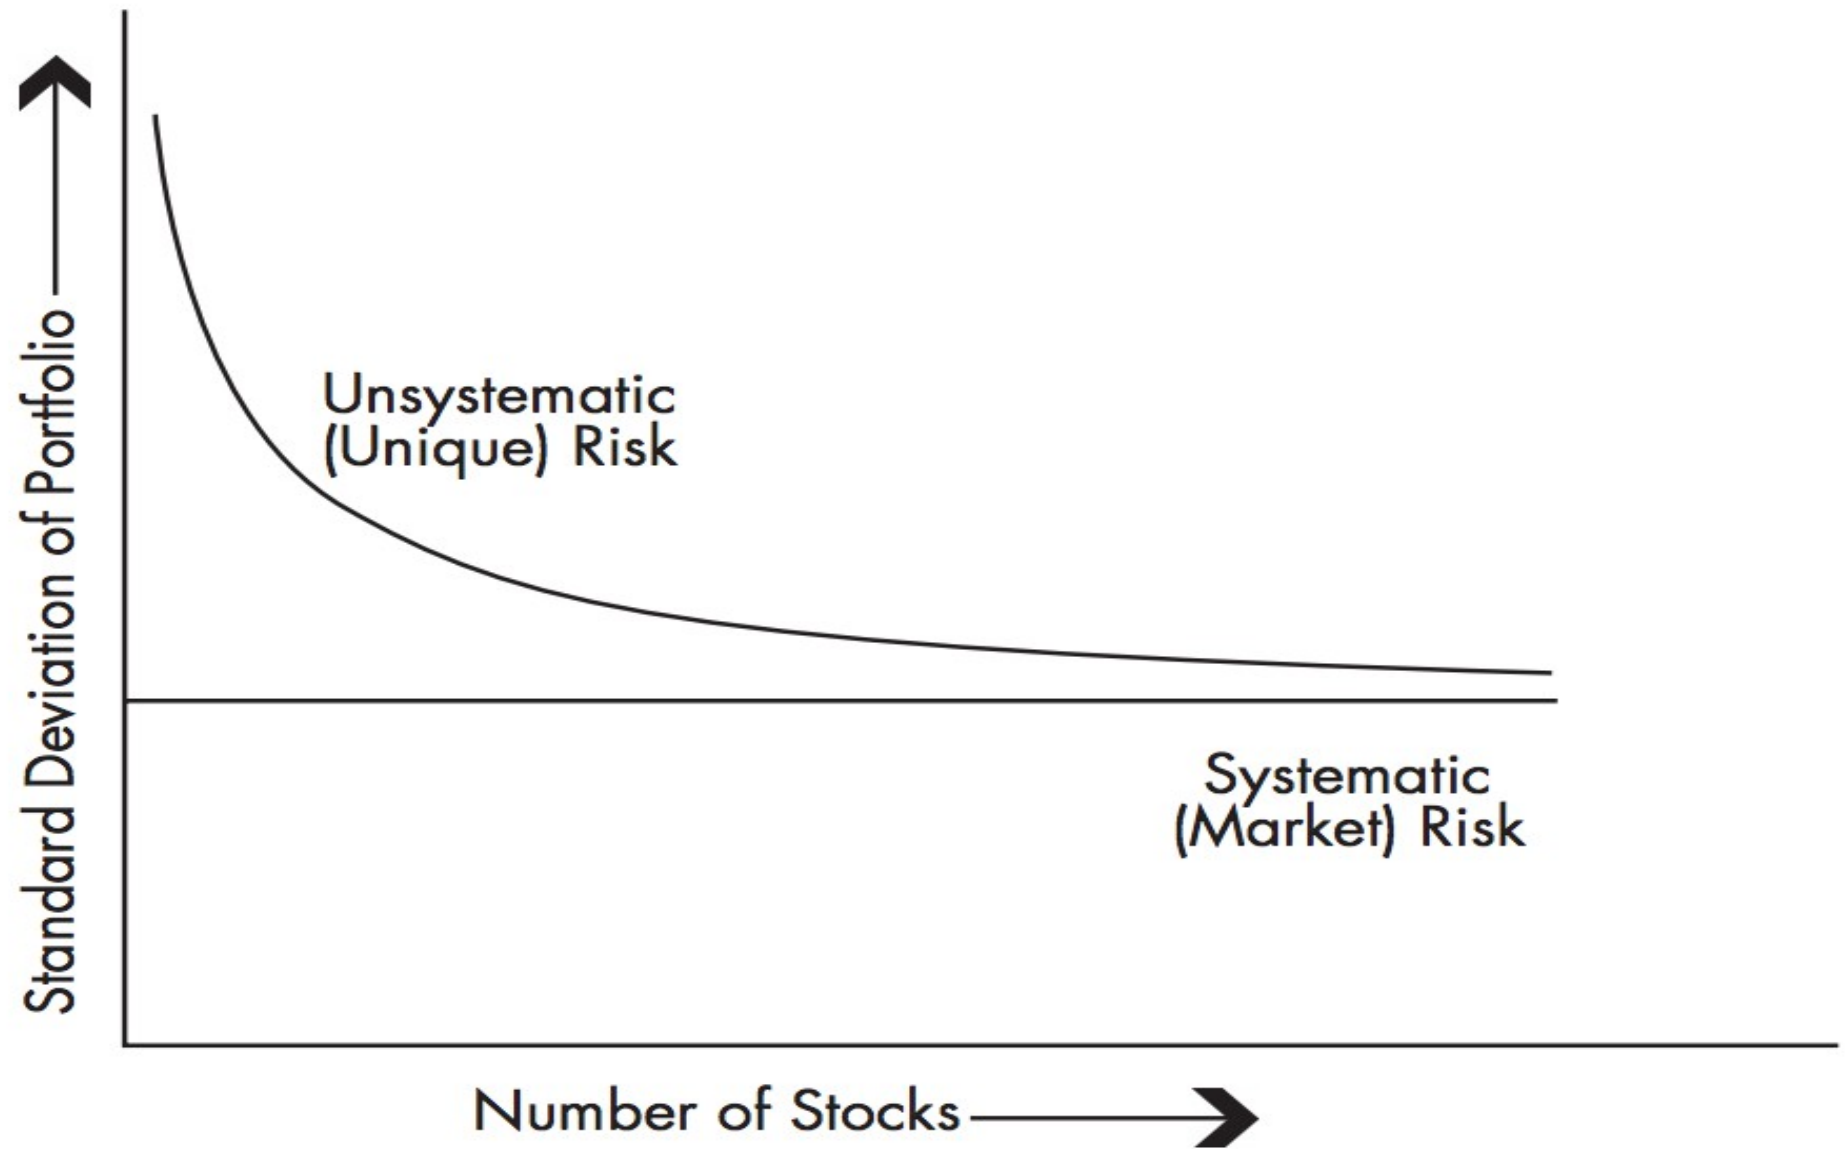 Standard Deviation of Portfolio
Unsystematic
(Unique) Risk
Systematic
(Market) Risk
Number of Stocks